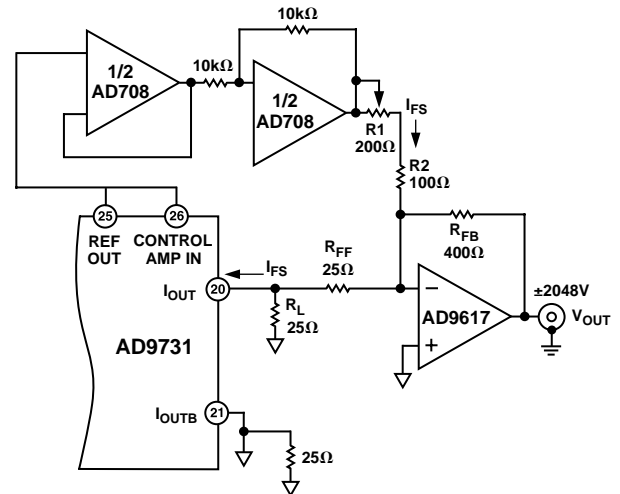 10kΩ
10kΩ
1/2
AD708
1/2
AD708
IFS
R1
200Ω
R2
100Ω
25
26
REF
OUT
CONTROL
AMP IN
RFB
400Ω
RFF
25Ω
IFS
IOUT
20
RL
25Ω
–
+
AD9617
±2048V
VOUT
AD9731
IOUTB
21
25Ω